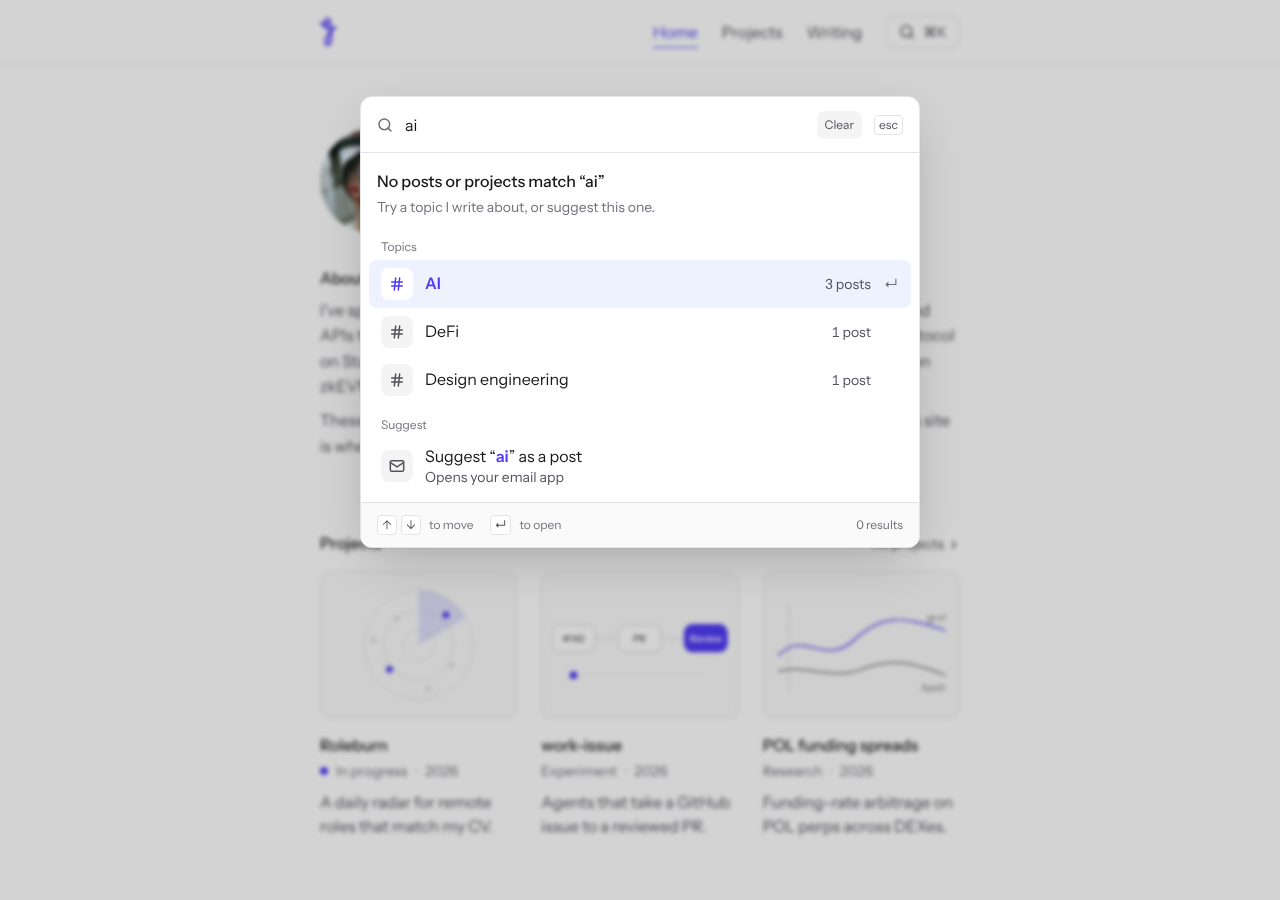 Home
Projects
Writing
⌘K
ai
Clear
esc
No posts or projects match “ai”
Try a topic I write about, or suggest this one.
Topics
AI
3 posts
DeFi
1 post
Design engineering
1 post
Suggest
Suggest “ai” as a post
Opens your email app
to move
to open
0 results
Roleburn
work-issue
POL funding spreads
In progress · 2026
Experiment · 2026
Research · 2026
A daily radar for remote
roles that match my CV.
Agents that take a GitHub
issue to a reviewed PR.
Funding-rate arbitrage on
POL perps across DEXes.
PR
Review